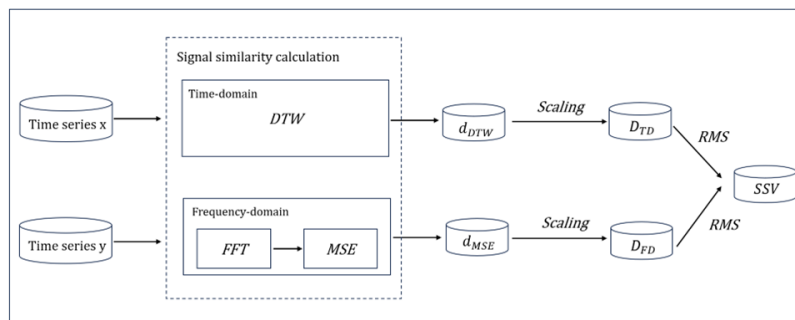 Signal similarity calculation
Time-domain
DTW
Time series x
d_DTW
Scaling
D_TD
RMS
SSV
Frequency-domain
FFT
MSE
Time series y
d_MSE
Scaling
D_FD
RMS